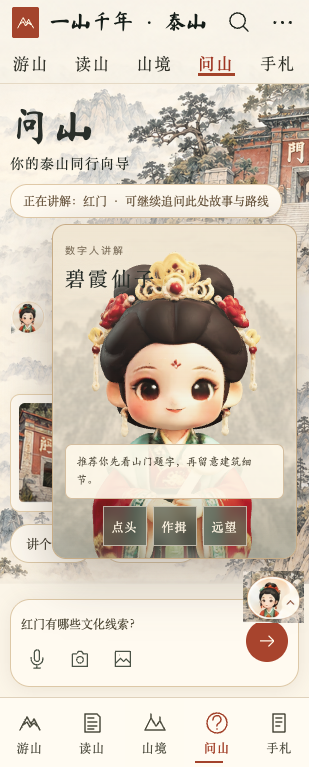 一山千年 · 泰山
游山 读山 山境 问山 手札
问山
你的泰山同行向导
正在讲解：红门 · 可继续追问此处故事与路线
数字人讲解
碧霞仙子
推荐你先看山门题字，再留意建筑细
节。
点头 作揖 远望
讲个
红门有哪些文化线索？
游山 读山 山境 问山 手札
門